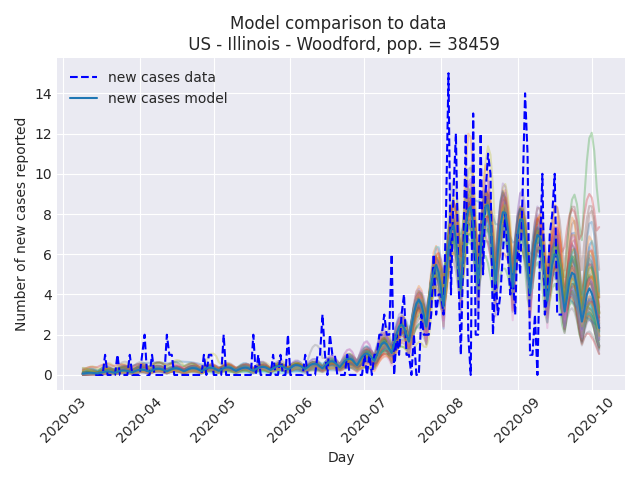 Model comparison to data
US - Illinois - Woodford, pop. = 38459
new cases data
new cases model
Number of new cases reported
14
12
10
8
6
4
2
0
2020-03
2020-04
2020-05
2020-06
2020-07
2020-08
2020-09
2020-10
Day